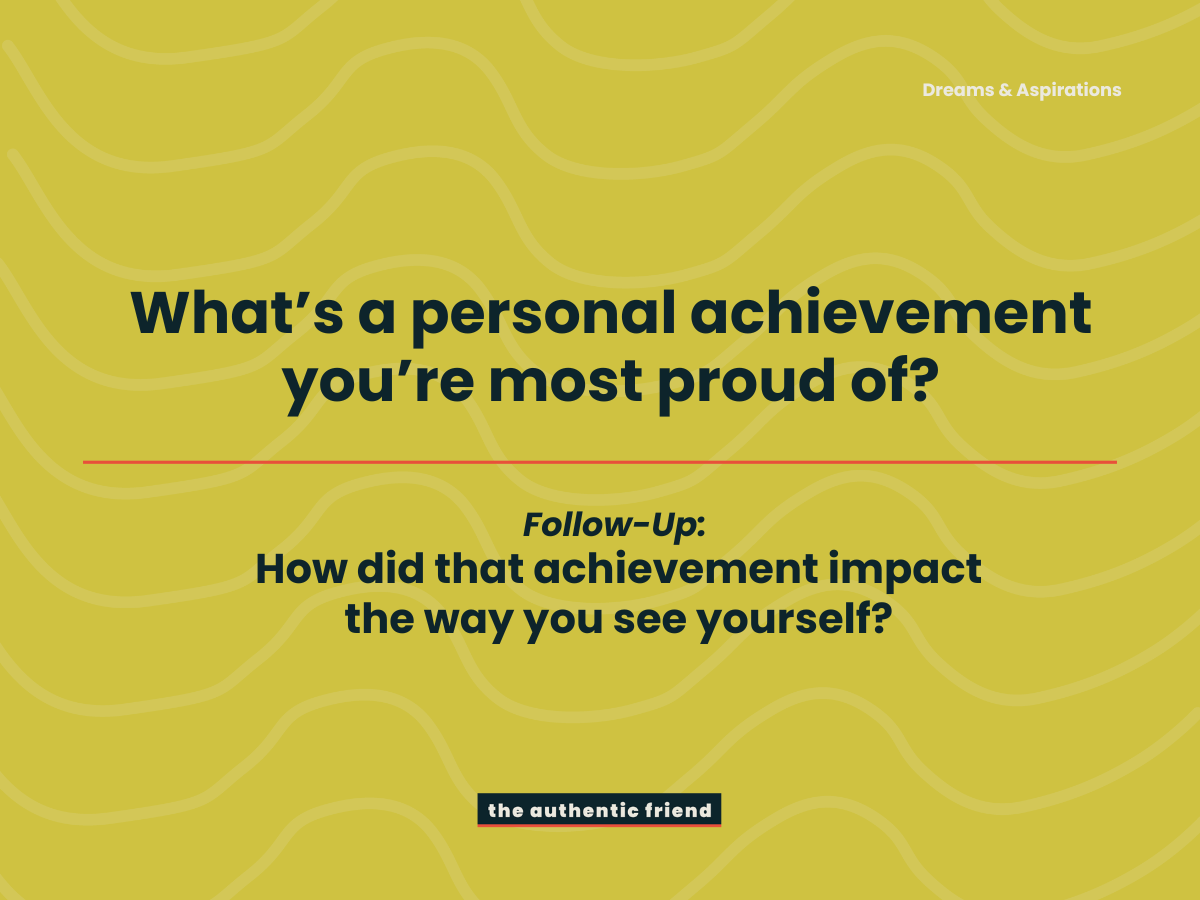 Dreams & Aspirations
What’s a personal achievement
you’re most proud of?
Follow-Up:
How did that achievement impact
the way you see yourself?
the authentic friend